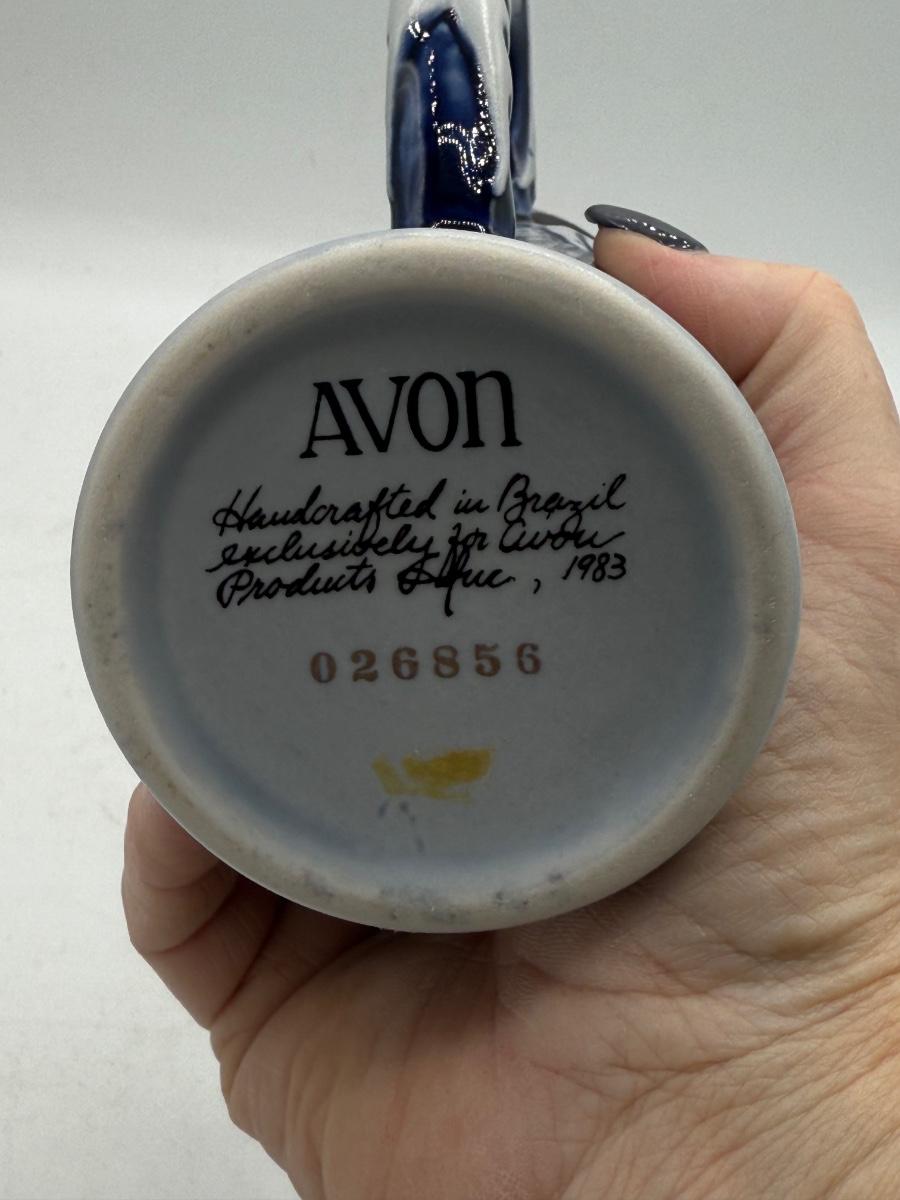 AVON
Handcrafted in Brazil
exclusively for Avon
Products Inc., 1983
026856